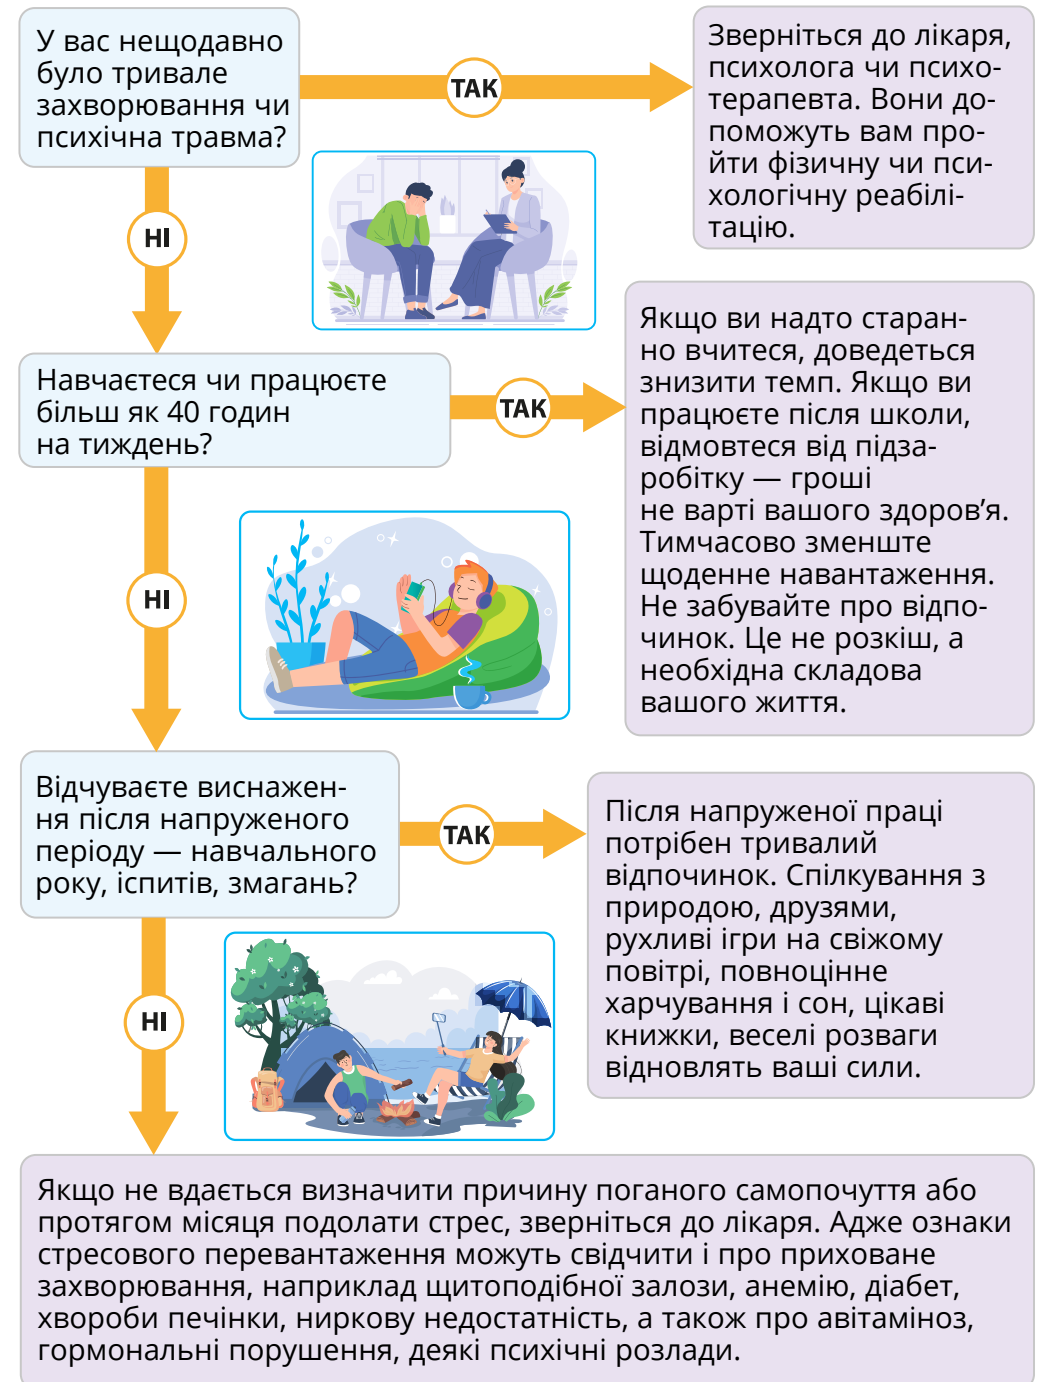 У вас нещодавно
було тривале
захворювання чи
психічна травма?
ТАК
Зверніться до лікаря,
психолога чи психо-
терапевта. Вони до-
поможуть вам про-
йти фізичну чи пси-
хологічну реабілі-
тацію.
НІ
Навчаєтеся чи працюєте
більш як 40 годин
на тиждень?
ТАК
Якщо ви надто старан-
но вчитеся, доведеться
знизити темп. Якщо ви
працюєте після школи,
відмовтеся від підза-
робітку — гроші
не варті вашого здоров’я.
Тимчасово зменште
щоденне навантаження.
Не забувайте про відпо-
чинок. Це не розкіш, а
необхідна складова
вашого життя.
НІ
Відчуваєте виснажен-
ня після напруженого
періоду — навчального
року, іспитів, змагань?
ТАК
Після напруженої праці
потрібен тривалий
відпочинок. Спілкування з
природою, друзями,
рухливі ігри на свіжому
повітрі, повноцінне
харчування і сон, цікаві
книжки, веселі розваги
відновлять ваші сили.
НІ
Якщо не вдається визначити причину поганого самопочуття або
протягом місяця подолати стрес, зверніться до лікаря. Адже ознаки
стресового перевантаження можуть свідчити і про приховане
захворювання, наприклад щитоподібної залози, анемію, діабет,
хвороби печінки, ниркову недостатність, а також про авітаміноз,
гормональні порушення, деякі психічні розлади.